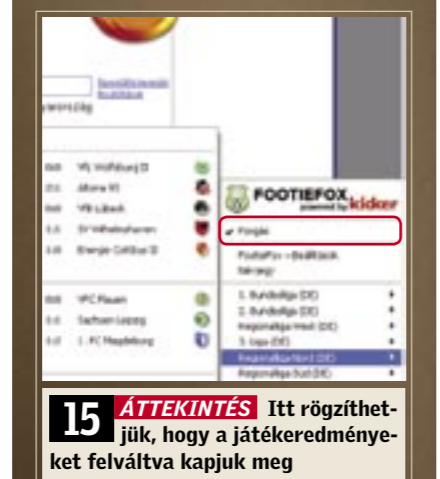 VfL Wolfsburg II
Altona 93
VfB Lübeck
SV Wilhelmshaven
Energie Cottbus II
VFC Plauen
Sachsen Leipzig
1. FC Magdeburg
FOOTIEFOX
powered by kicker
✔ Forgás
FootieFox - Beállítások
Névjegy
1. Bundesliga (DE)
2. Bundesliga (DE)
Regionalliga West (DE)
3. Liga (DE)
Regionalliga Nord (DE)
Regionalliga Süd (DE)
15 ÁTTEKINTÉS Itt rögzíthet-
jük, hogy a játékeredménye-
ket felváltva kapjuk meg